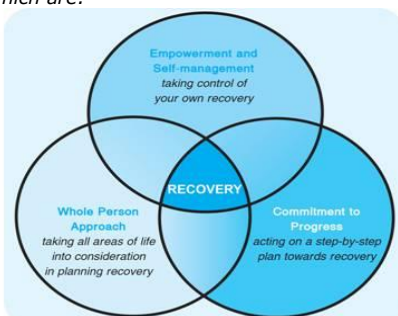 are:
Empowerment and
Self-management
taking control of
your own recovery
RECOVERY
Whole Person
Approach
taking all areas of life
into consideration
in planning recovery
Commitment to
Progress
acting on a step-by-step
plan towards recovery